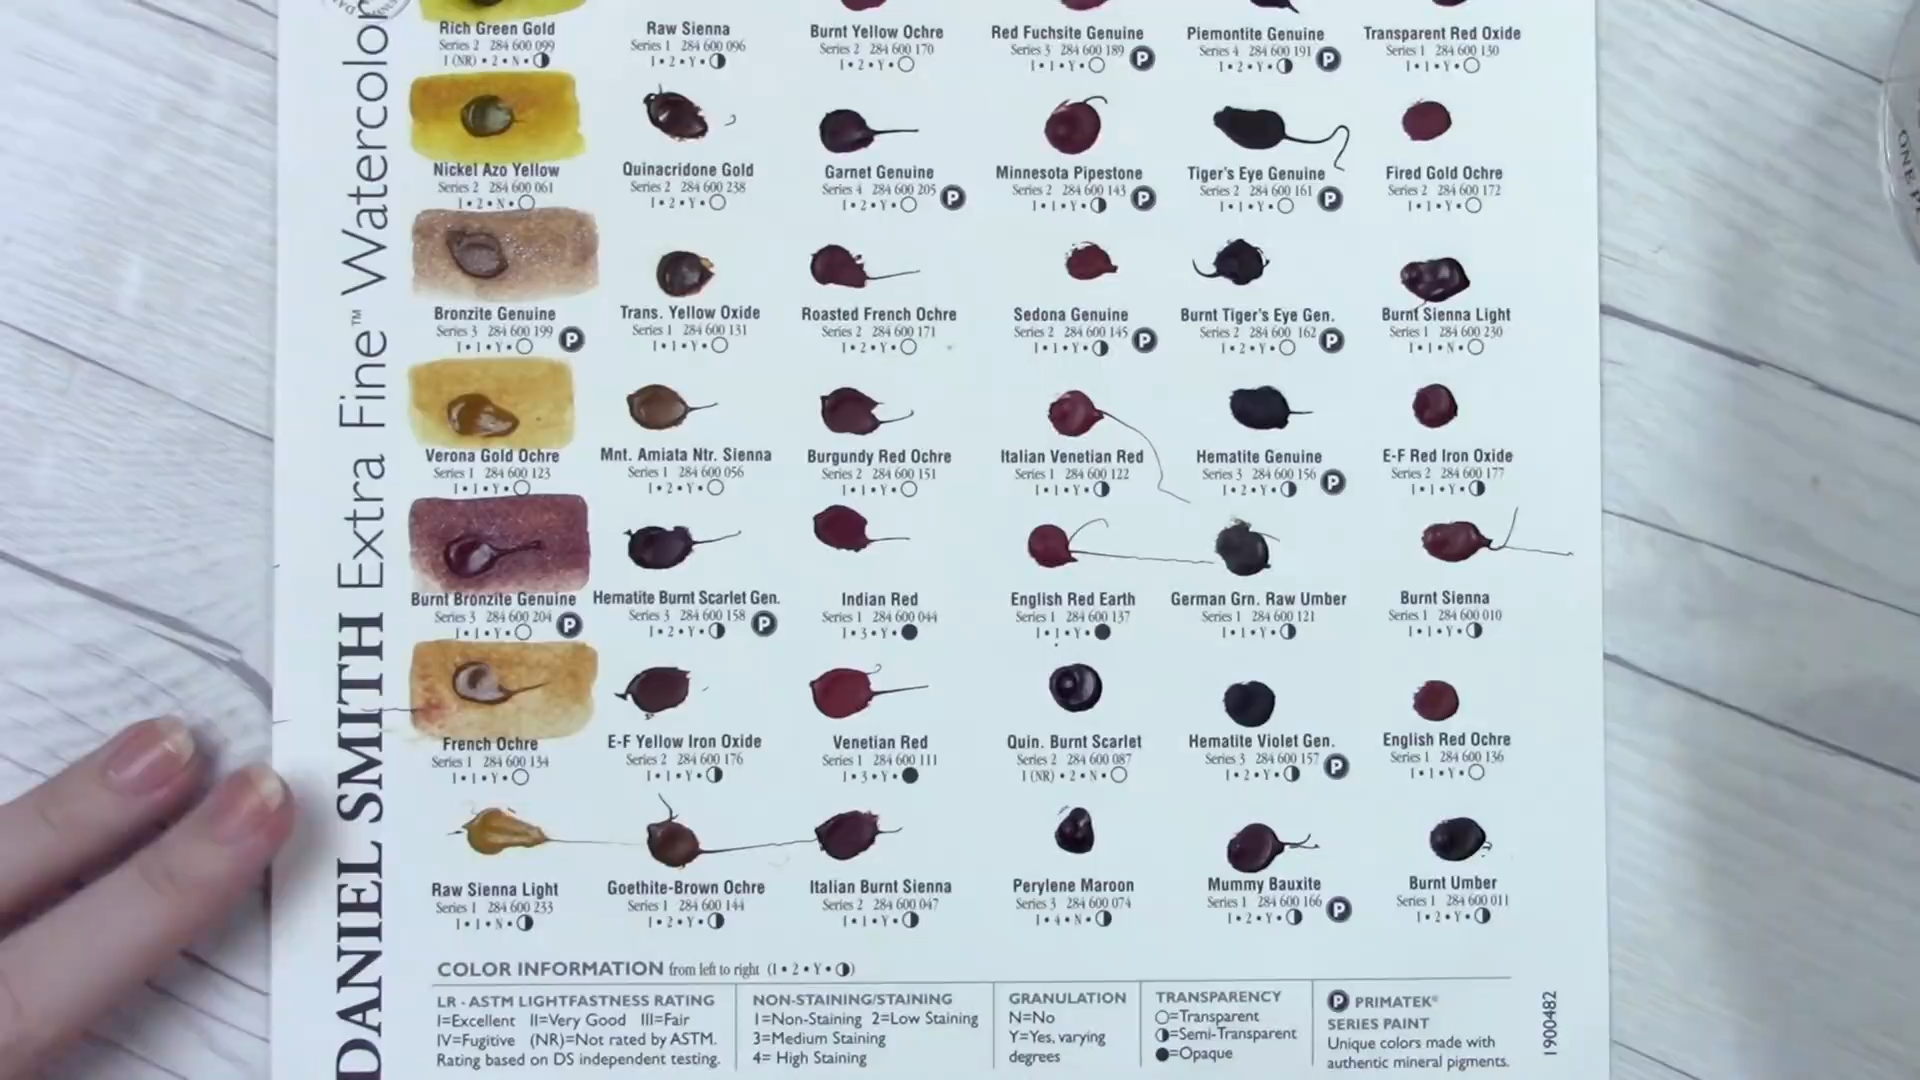 DANIEL SMITH Extra Fine™ Watercolor
Rich Green Gold
Series 2 284 600 099
I (NR) • 2 • N •
Raw Sienna
Series 1 284 600 096
I • 2 • Y •
Burnt Yellow Ochre
Series 2 284 600 170
I • 2 • Y •
Red Fuchsite Genuine
Series 3 284 600 189
I • 1 • Y •
P
Piemontite Genuine
Series 4 284 600 191
I • 2 • Y •
P
Transparent Red Oxide
Series 1 284 600 130
I • 1 • Y •
Nickel Azo Yellow
Series 2 284 600 061
I • 2 • N •
Quinacridone Gold
Series 2 284 600 238
I • 2 • Y •
Garnet Genuine
Series 4 284 600 205
I • 2 • Y •
P
Minnesota Pipestone
Series 2 284 600 143
I • 1 • Y •
P
Tiger's Eye Genuine
Series 2 284 600 161
I • 1 • Y •
P
Fired Gold Ochre
Series 2 284 600 172
I • 1 • Y •
Bronzite Genuine
Series 3 284 600 199
I • 1 • Y •
P
Trans. Yellow Oxide
Series 1 284 600 131
I • 1 • Y •
Roasted French Ochre
Series 2 284 600 171
I • 2 • Y •
Sedona Genuine
Series 2 284 600 145
I • 1 • Y •
P
Burnt Tiger's Eye Gen.
Series 2 284 600 162
I • 2 • Y •
P
Burnt Sienna Light
Series 1 284 600 230
I • 1 • N •
Verona Gold Ochre
Series 1 284 600 123
I • 1 • Y •
Mnt. Amiata Ntr. Sienna
Series 1 284 600 056
I • 2 • Y •
Burgundy Red Ochre
Series 2 284 600 151
I • 1 • Y •
Italian Venetian Red
Series 1 284 600 122
I • 1 • Y •
Hematite Genuine
Series 3 284 600 156
I • 2 • Y •
P
E-F Red Iron Oxide
Series 2 284 600 177
I • 1 • Y •
Burnt Bronzite Genuine
Series 3 284 600 204
I • 1 • Y •
P
Hematite Burnt Scarlet Gen.
Series 3 284 600 158
I • 2 • Y •
P
Indian Red
Series 1 284 600 044
I • 3 • Y •
English Red Earth
Series 1 284 600 137
I • 1 • Y •
German Grn. Raw Umber
Series 1 284 600 121
I • 1 • Y •
Burnt Sienna
Series 1 284 600 010
I • 1 • Y •
French Ochre
Series 1 284 600 134
I • 1 • Y •
E-F Yellow Iron Oxide
Series 2 284 600 176
I • 1 • Y •
Venetian Red
Series 1 284 600 111
I • 3 • Y •
Quin. Burnt Scarlet
Series 2 284 600 087
I (NR) • 2 • N •
Hematite Violet Gen.
Series 3 284 600 157
I • 2 • Y •
P
English Red Ochre
Series 1 284 600 136
I • 1 • Y •
Raw Sienna Light
Series 1 284 600 233
I • 1 • N •
Goethite-Brown Ochre
Series 1 284 600 144
I • 2 • Y •
Italian Burnt Sienna
Series 2 284 600 047
I • 1 • Y •
Perylene Maroon
Series 3 284 600 074
I • 4 • N •
Mummy Bauxite
Series 1 284 600 166
I • 2 • Y •
P
Burnt Umber
Series 1 284 600 011
I • 2 • Y •
COLOR INFORMATION from left to right (I • 2 • Y • ◑)
LR - ASTM LIGHTFASTNESS RATING
I=Excellent II=Very Good III=Fair
IV=Fugitive (NR)=Not rated by ASTM.
Rating based on DS independent testing.
NON-STAINING/STAINING
1=Non-Staining 2=Low Staining
3=Medium Staining
4= High Staining
GRANULATION
N=No
Y=Yes, varying
degrees
TRANSPARENCY
○=Transparent
◑=Semi-Transparent
●=Opaque
P PRIMATEK®
SERIES PAINT
Unique colors made with
authentic mineral pigments.
1900482
ONE